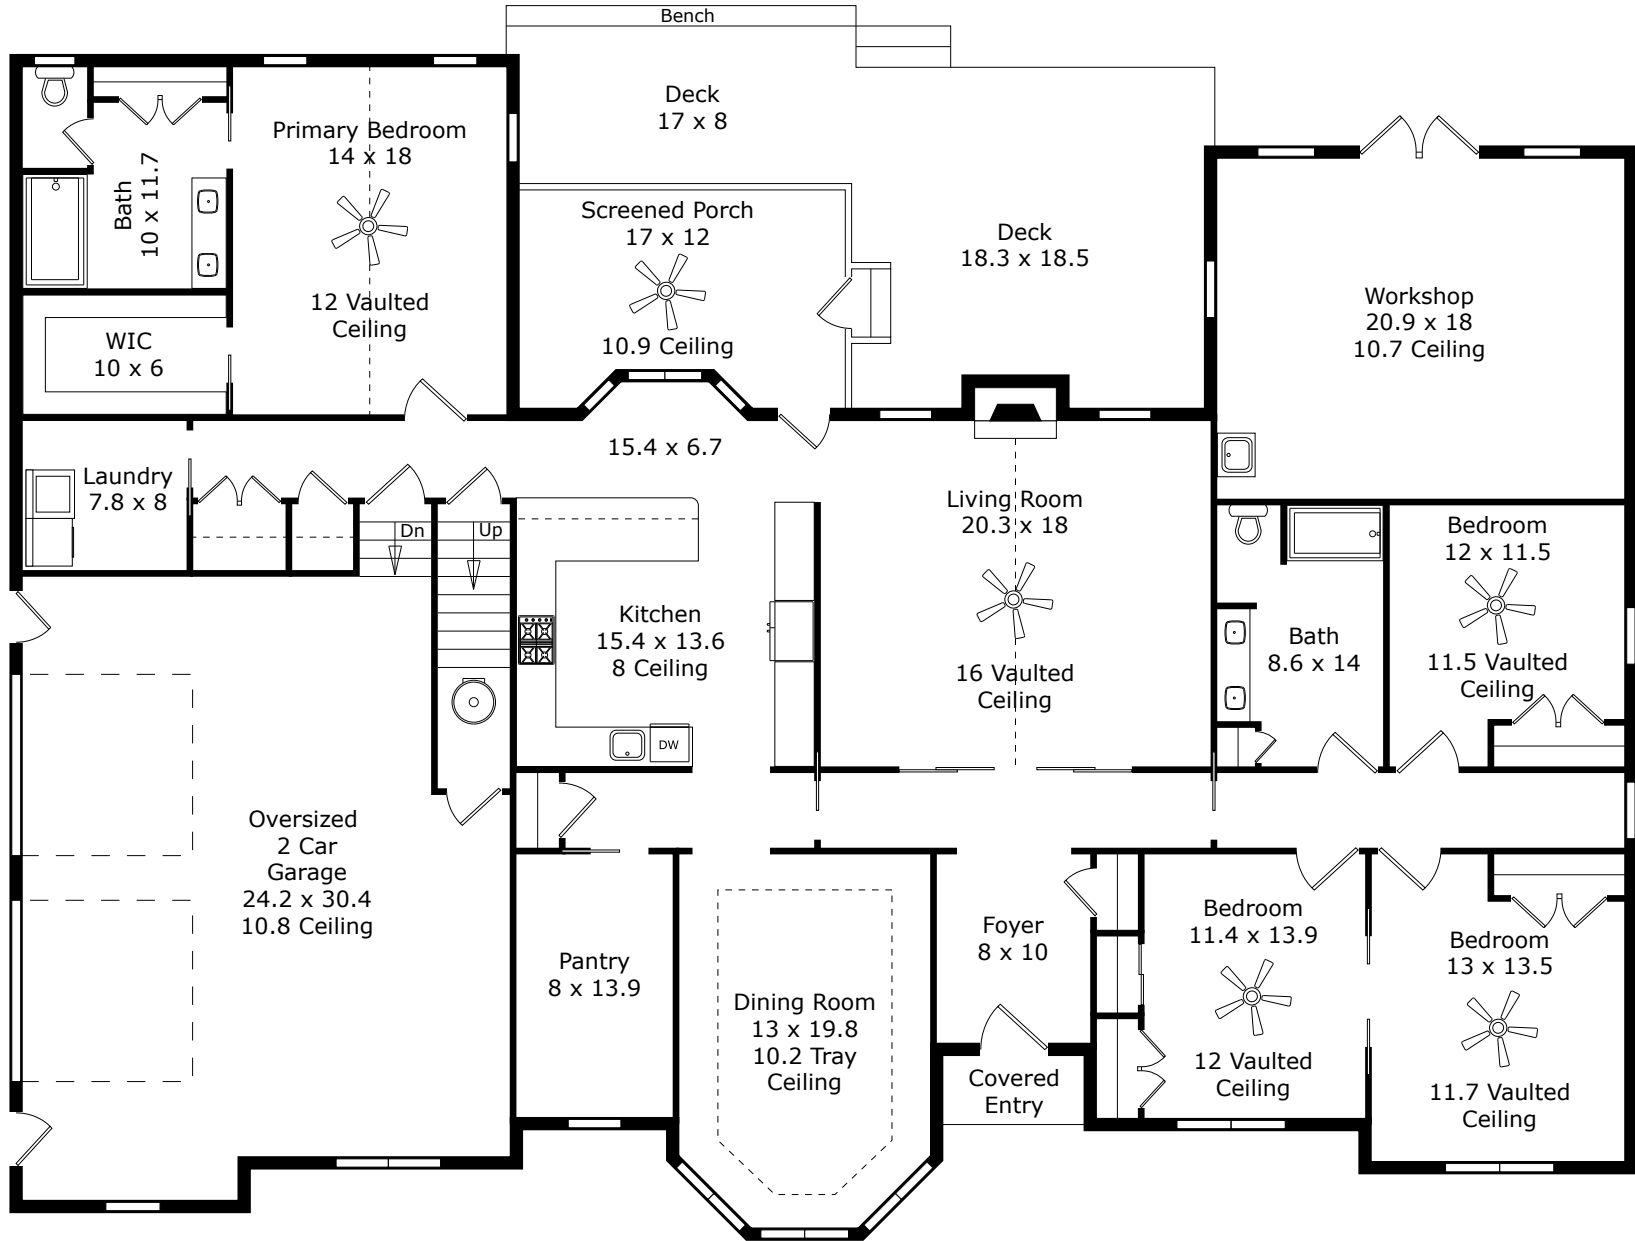 Bench
Deck
17 x 8
Primary Bedroom
14 x 18
12 Vaulted
Ceiling
Bath
10 x 11.7
WIC
10 x 6
Screened Porch
17 x 12
10.9 Ceiling
Deck
18.3 x 18.5
Workshop
20.9 x 18
10.7 Ceiling
Laundry
7.8 x 8
15.4 x 6.7
Dn
Up
Living Room
20.3 x 18
16 Vaulted
Ceiling
Kitchen
15.4 x 13.6
8 Ceiling
DW
Bath
8.6 x 14
Bedroom
12 x 11.5
11.5 Vaulted
Ceiling
Oversized
2 Car
Garage
24.2 x 30.4
10.8 Ceiling
Pantry
8 x 13.9
Dining Room
13 x 19.8
10.2 Tray
Ceiling
Foyer
8 x 10
Covered
Entry
Bedroom
11.4 x 13.9
12 Vaulted
Ceiling
Bedroom
13 x 13.5
11.7 Vaulted
Ceiling